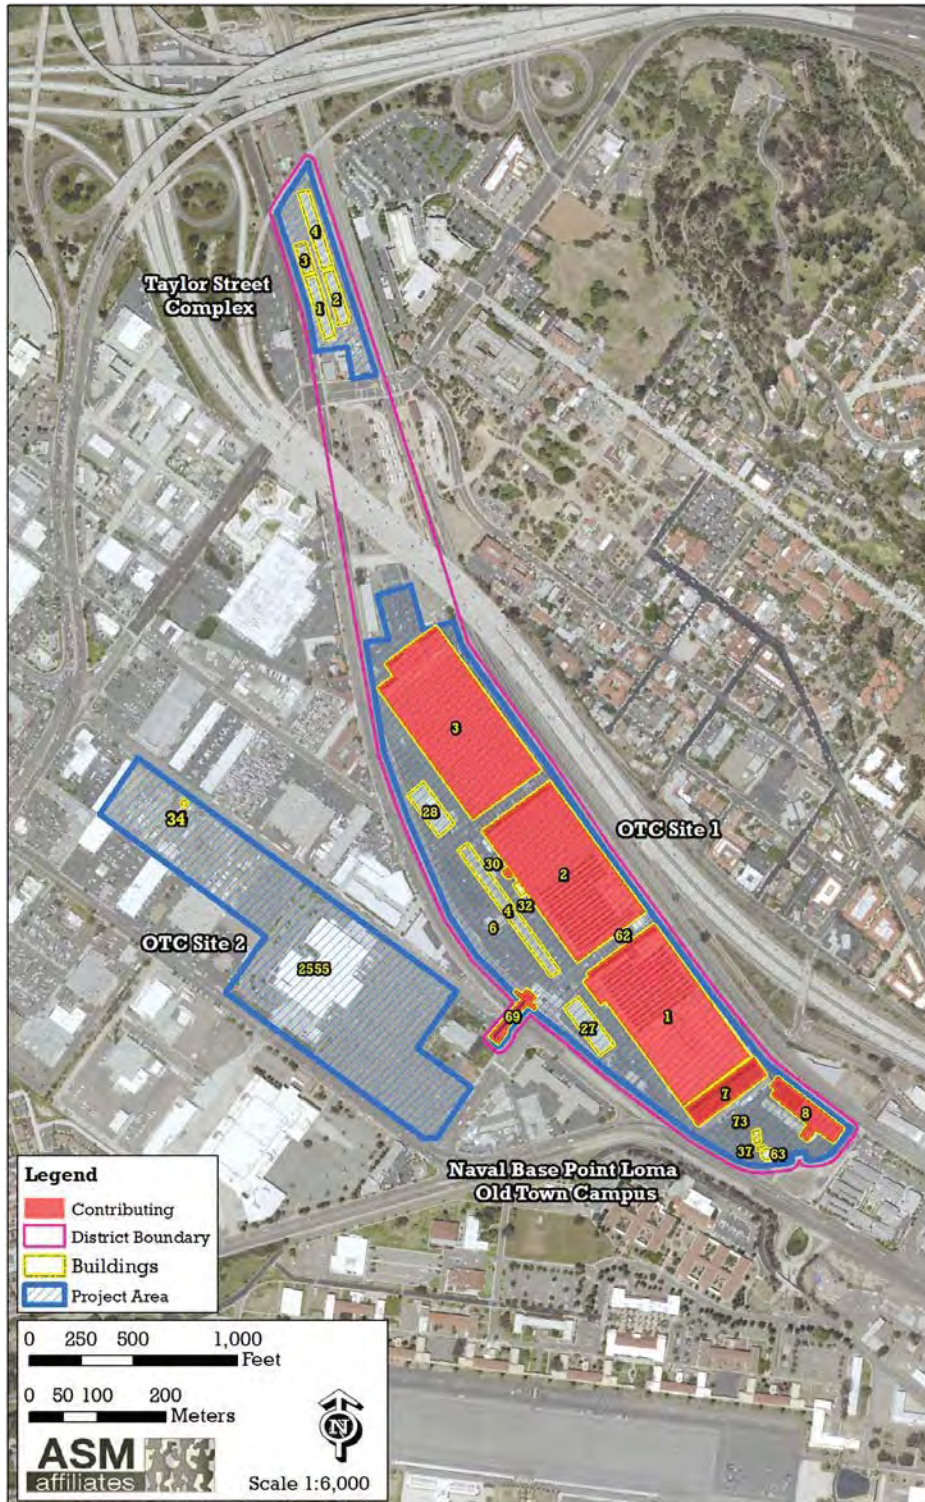 4
3
2
1
Taylor Street
Complex
3
28
OTC Site 1
34
30
2
32
4
6
62
OTC Site 2
2555
69
27
1
7
8
73
37
63
Naval Base Point Loma
Old Town Campus
Legend
Contributing
District Boundary
Buildings
Project Area
0 250 500 1,000
Feet
0 50 100 200
Meters
N
ASM
affiliates
Scale 1:6,000